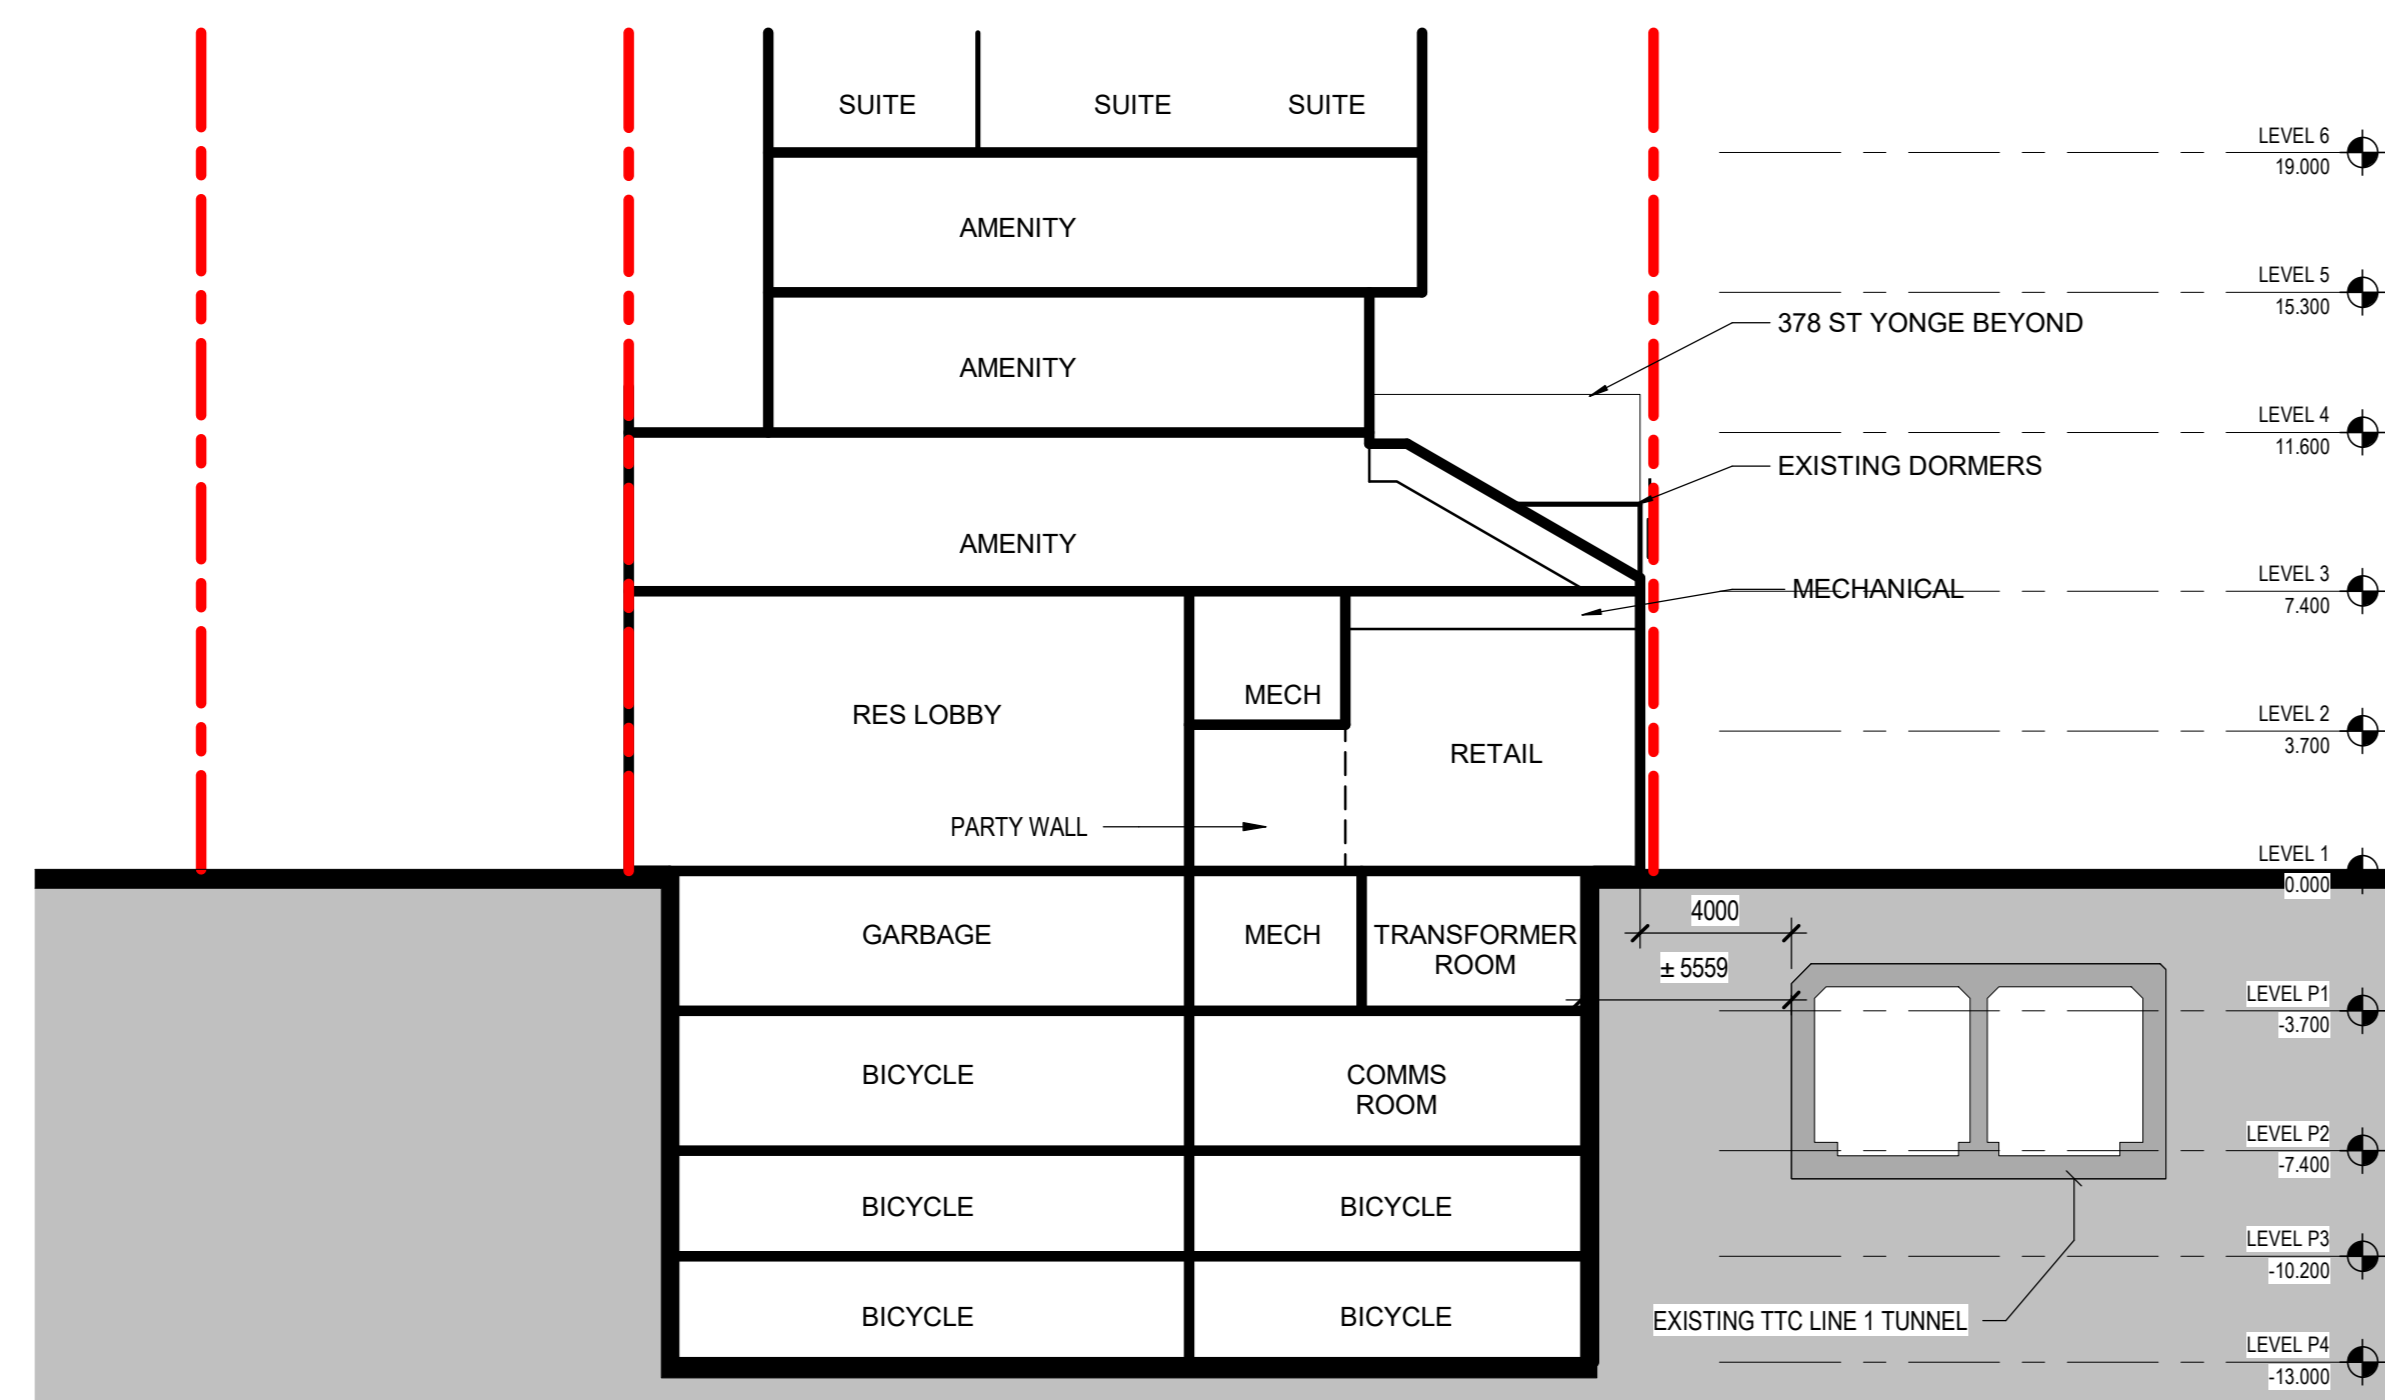 SUITE
SUITE
SUITE
LEVEL 6
19.000
AMENITY
LEVEL 5
15.300
378 ST YONGE BEYOND
AMENITY
LEVEL 4
11.600
EXISTING DORMERS
AMENITY
LEVEL 3
7.400
MECHANICAL
MECH
RES LOBBY
LEVEL 2
3.700
RETAIL
PARTY WALL
LEVEL 1
0.000
4000
GARBAGE
MECH
TRANSFORMER
ROOM
± 5559
LEVEL P1
-3.700
BICYCLE
COMMS
ROOM
LEVEL P2
-7.400
BICYCLE
BICYCLE
LEVEL P3
-10.200
BICYCLE
BICYCLE
EXISTING TTC LINE 1 TUNNEL
LEVEL P4
-13.000